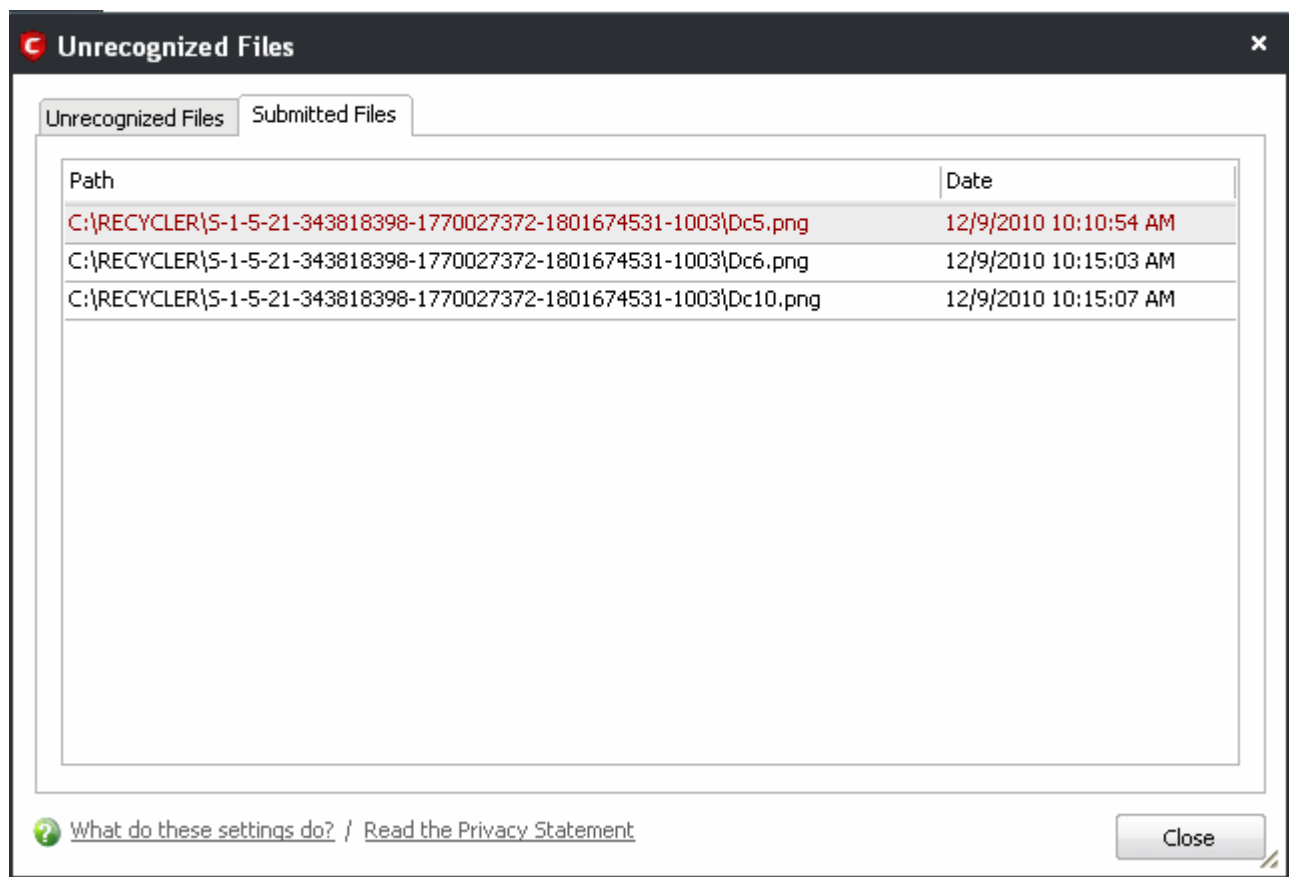 Unrecognized Files
Unrecognized Files Submitted Files
Path Date
C:\RECYCLER\S-1-5-21-343818398-1770027372-1801674531-1003\Dc5.png 12/9/2010 10:10:54 AM
C:\RECYCLER\S-1-5-21-343818398-1770027372-1801674531-1003\Dc6.png 12/9/2010 10:15:03 AM
C:\RECYCLER\S-1-5-21-343818398-1770027372-1801674531-1003\Dc10.png 12/9/2010 10:15:07 AM
What do these settings do? / Read the Privacy Statement
Close